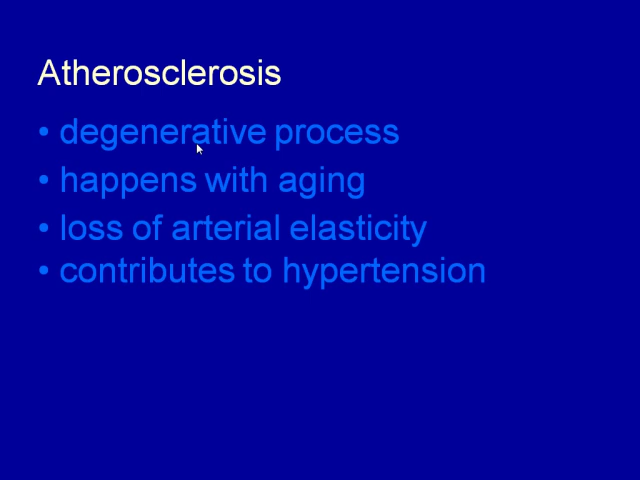 Atherosclerosis
• degenerative process
• happens with aging
• loss of arterial elasticity
• contributes to hypertension